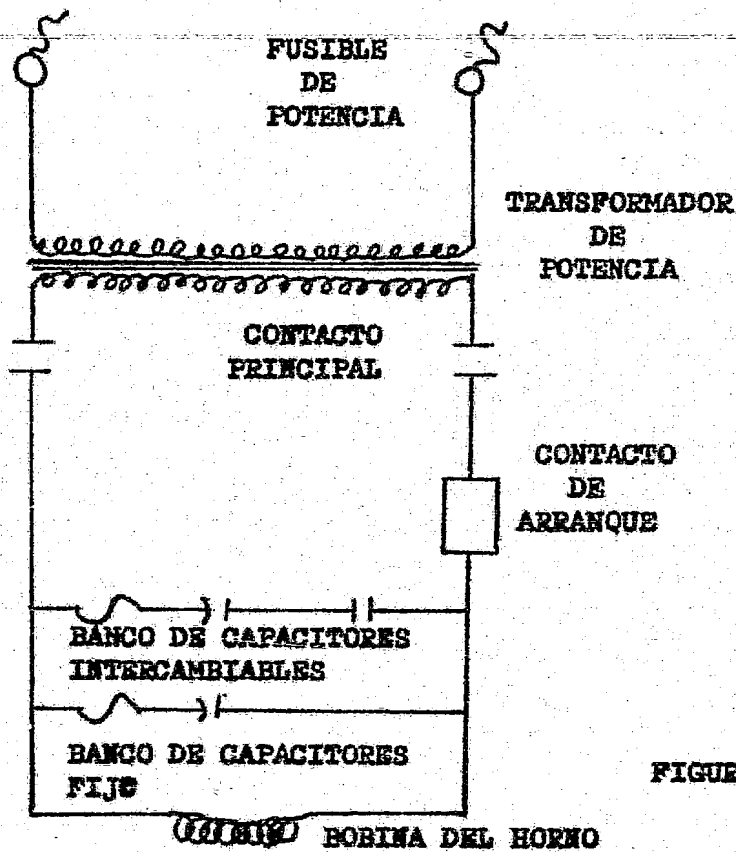 FUSIBLE
DE
POTENCIA
TRANSFORMADOR
DE
POTENCIA
CONTACTO
PRINCIPAL
CONTACTO
DE
ARRANQUE
BANCO DE CAPACITORES
INTERCAMBIABLES
BANCO DE CAPACITORES
FIJO
FIGUR
BOBINA DEL HORNO